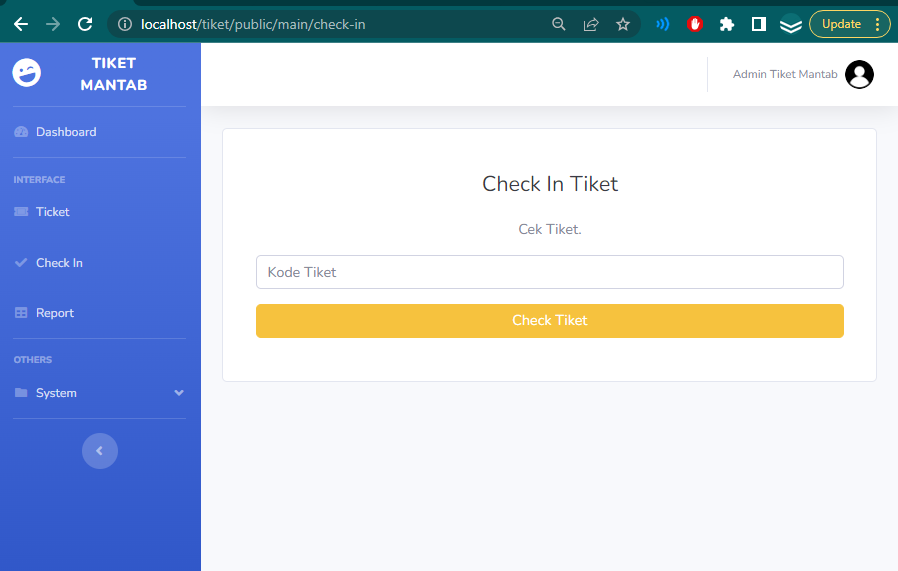 localhost/tiket/public/main/check-in
Update
TIKET
MANTAB
Admin Tiket Mantab
Dashboard
INTERFACE
Ticket
Check In
Report
OTHERS
System
Check In Tiket
Cek Tiket.
Kode Tiket
Check Tiket